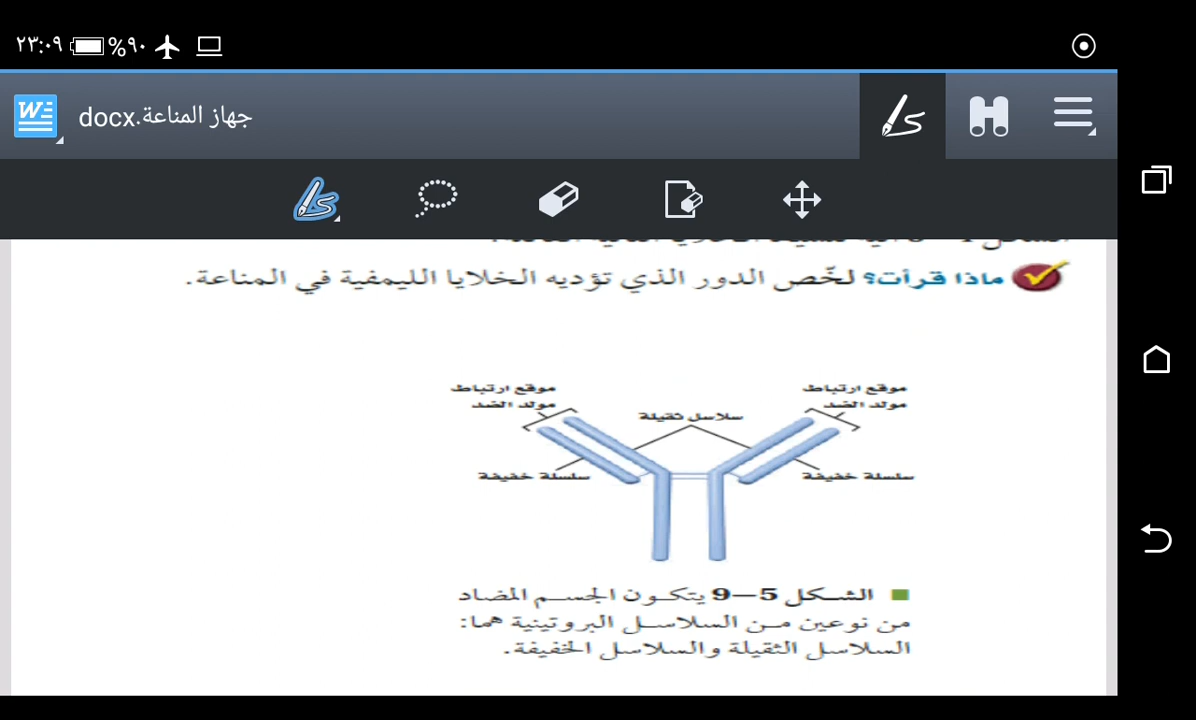 ٢٣:٠٩ %٩٠
جهاز المناعة.docx
ماذا قرأت؟ لخّص الدور الذي تؤديه الخلايا الليمفية في المناعة.
موقع ارتباط
مولد الضد
سلاسل ثقيلة
موقع ارتباط
مولد الضد
سلسلة خفيفة
سلسلة خفيفة
الشكل 5–9 يتكون الجسم المضاد
من نوعين من السلاسل البروتينية هما:
السلاسل الثقيلة والسلاسل الخفيفة.